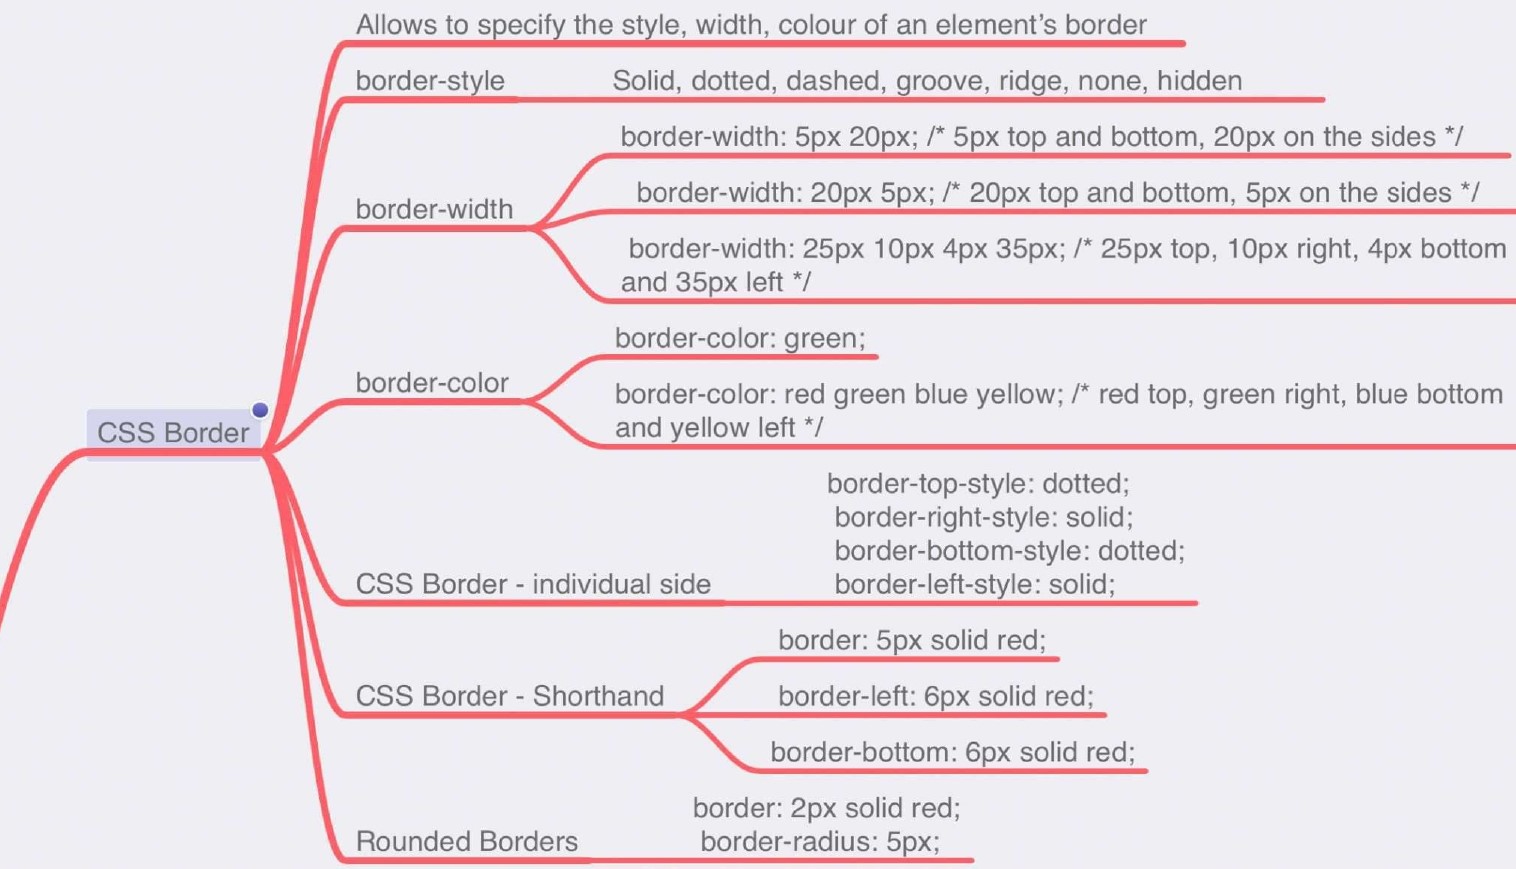 Allows to specify the style, width, colour of an element’s border
border-style
Solid, dotted, dashed, groove, ridge, none, hidden
border-width: 5px 20px; /* 5px top and bottom, 20px on the sides */
border-width: 20px 5px; /* 20px top and bottom, 5px on the sides */
border-width
border-width: 25px 10px 4px 35px; /* 25px top, 10px right, 4px bottom
and 35px left */
border-color: green;
border-color
border-color: red green blue yellow; /* red top, green right, blue bottom
and yellow left */
CSS Border
border-top-style: dotted;
border-right-style: solid;
border-bottom-style: dotted;
CSS Border - individual side
border-left-style: solid;
border: 5px solid red;
CSS Border - Shorthand
border-left: 6px solid red;
border-bottom: 6px solid red;
border: 2px solid red;
Rounded Borders
border-radius: 5px;